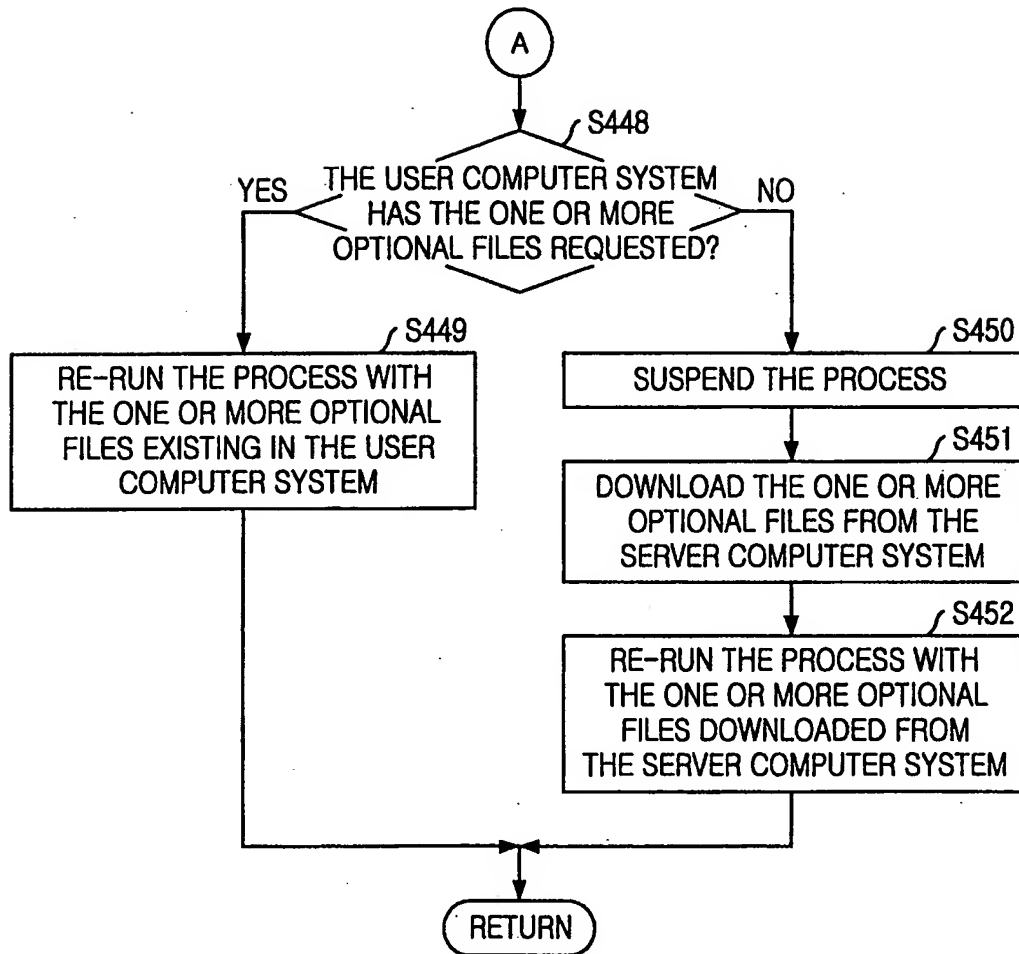 A
S448
YES
THE USER COMPUTER SYSTEM
HAS THE ONE OR MORE
OPTIONAL FILES REQUESTED?
NO
S449
RE-RUN THE PROCESS WITH
THE ONE OR MORE OPTIONAL
FILES EXISTING IN THE USER
COMPUTER SYSTEM
S450
SUSPEND THE PROCESS
S451
DOWNLOAD THE ONE OR MORE
OPTIONAL FILES FROM THE
SERVER COMPUTER SYSTEM
S452
RE-RUN THE PROCESS WITH
THE ONE OR MORE OPTIONAL
FILES DOWNLOADED FROM
THE SERVER COMPUTER SYSTEM
RETURN